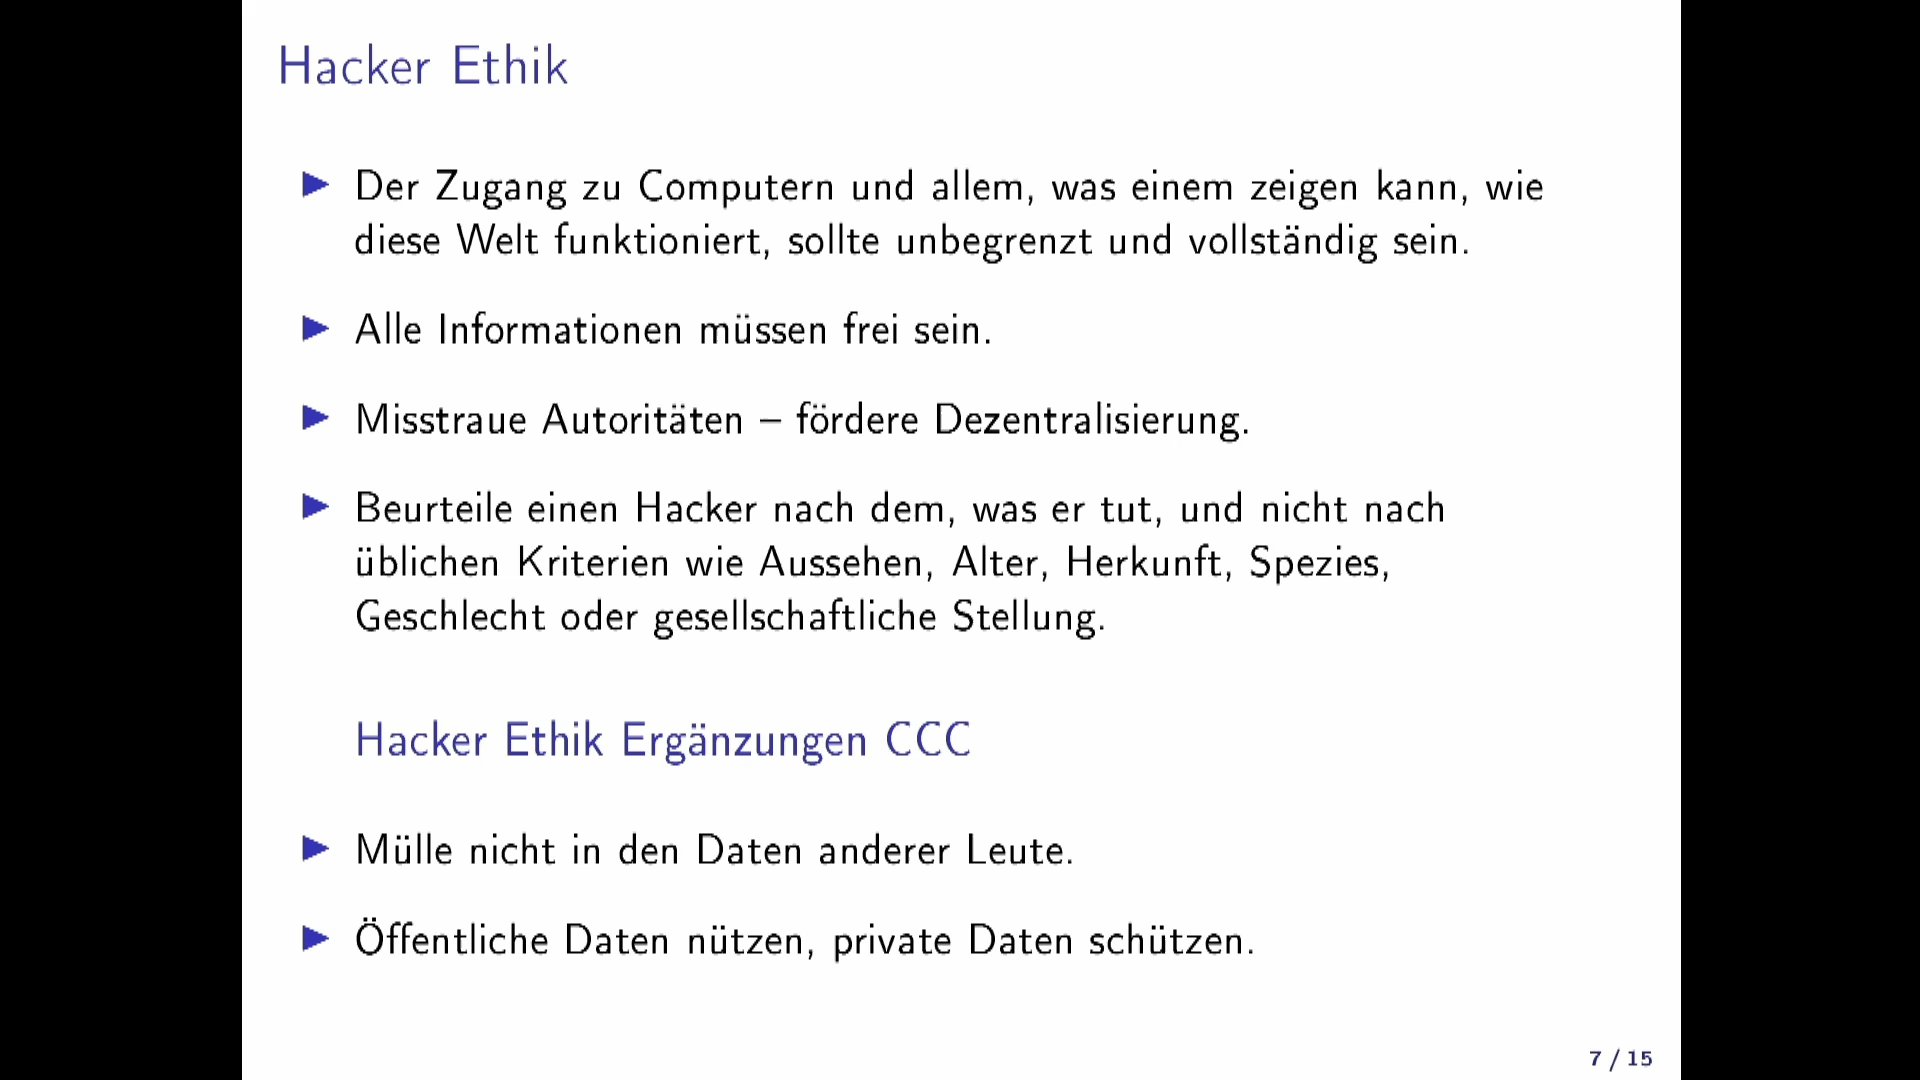 Hacker Ethik
Der Zugang zu Computern und allem, was einem zeigen kann, wie
diese Welt funktioniert, sollte unbegrenzt und vollständig sein.
Alle Informationen müssen frei sein.
Misstraue Autoritäten – fördere Dezentralisierung.
Beurteile einen Hacker nach dem, was er tut, und nicht nach
üblichen Kriterien wie Aussehen, Alter, Herkunft, Spezies,
Geschlecht oder gesellschaftliche Stellung.
Hacker Ethik Ergänzungen CCC
Mülle nicht in den Daten anderer Leute.
Öffentliche Daten nützen, private Daten schützen.
7 / 15